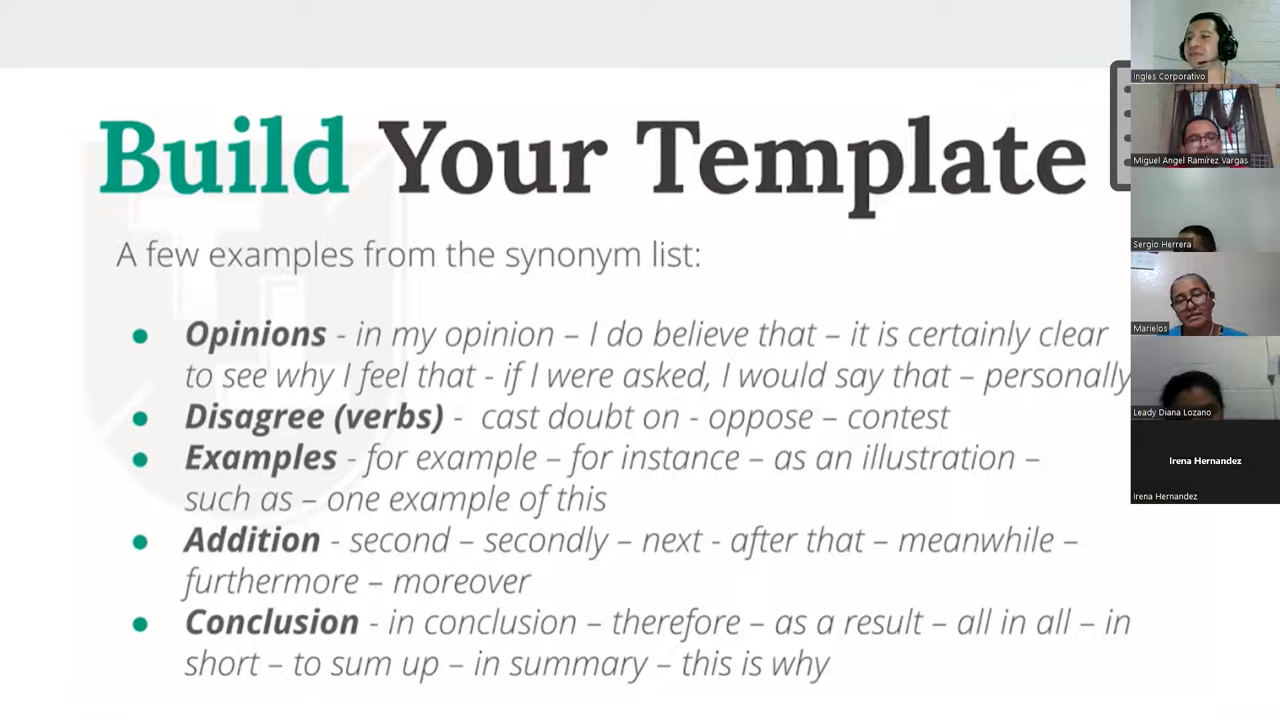 Build Your Template
A few examples from the synonym list:
● Opinions - in my opinion – I do believe that – it is certainly clear
to see why I feel that - if I were asked, I would say that – personally
● Disagree (verbs) - cast doubt on - oppose – contest
● Examples - for example – for instance – as an illustration –
such as – one example of this
● Addition - second – secondly – next - after that – meanwhile –
furthermore – moreover
● Conclusion - in conclusion – therefore – as a result – all in all – in
short – to sum up – in summary – this is why
Ingles Corporativo
Miguel Angel Ramírez Vargas
Sergio Herrera
Marielos
Leady Diana Lozano
Irena Hernandez
Irena Hernandez